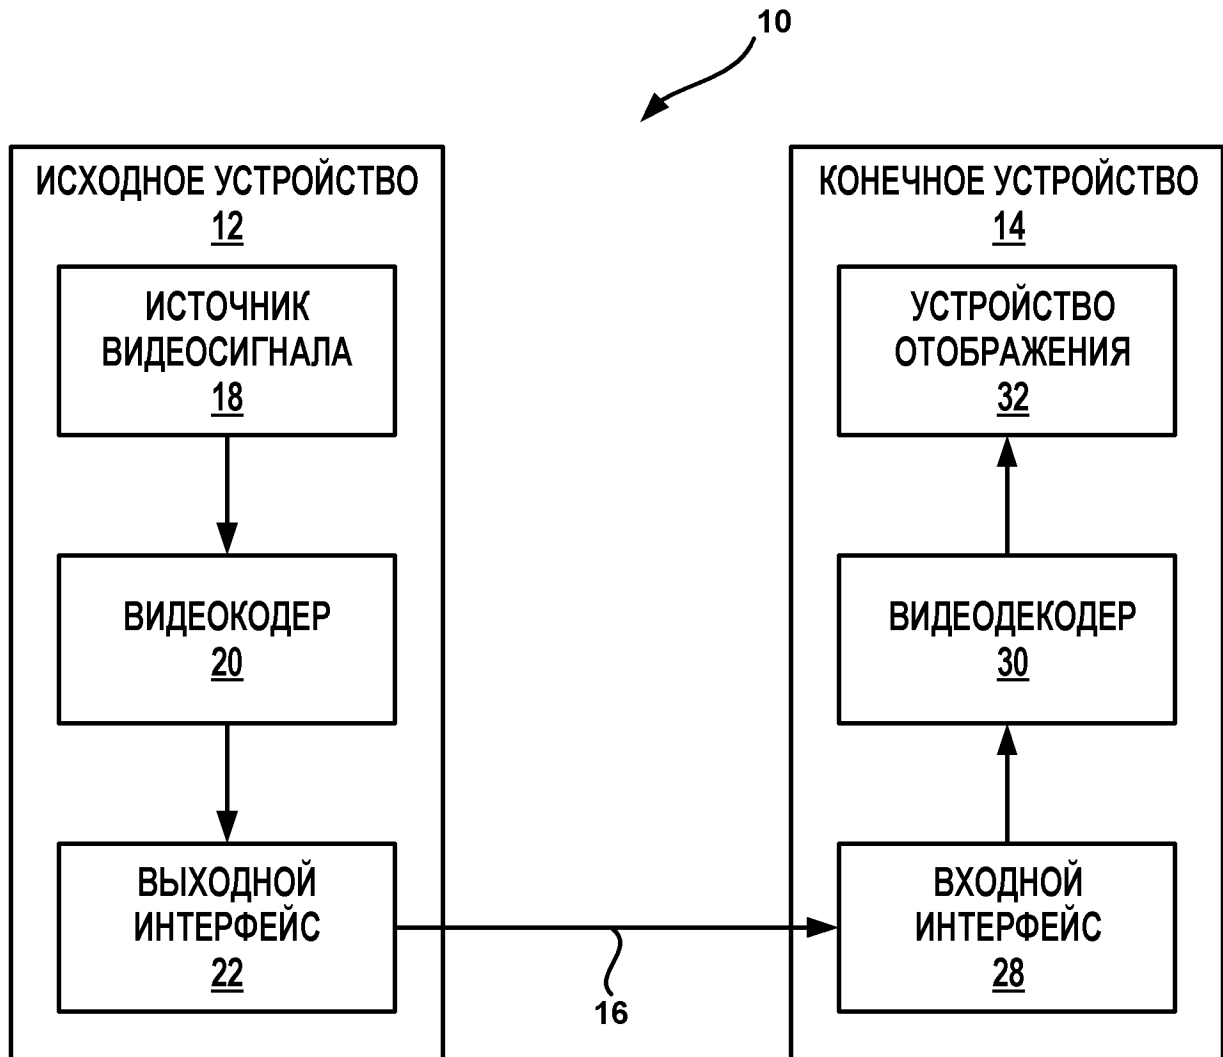 10
ИСХОДНОЕ УСТРОЙСТВО
12
ИСТОЧНИК
ВИДЕОСИГНАЛА
18
ВИДЕОКОДЕР
20
ВЫХОДНОЙ
ИНТЕРФЕЙС
22
16
КОНЕЧНОЕ УСТРОЙСТВО
14
УСТРОЙСТВО
ОТОБРАЖЕНИЯ
32
ВИДЕОДЕКОДЕР
30
ВХОДНОЙ
ИНТЕРФЕЙС
28